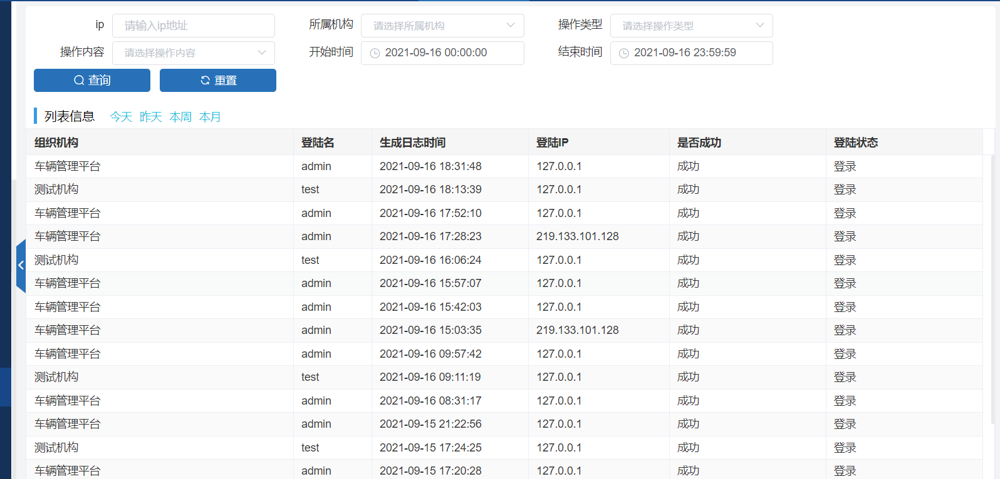 ip 请输入ip地址 所属机构 请选择所属机构 操作类型 请选择操作类型
操作内容 请选择操作内容 开始时间 2021-09-16 00:00:00 结束时间 2021-09-16 23:59:59
查询 重置
列表信息 今天 昨天 本周 本月
组织机构 登陆名 生成日志时间 登陆IP 是否成功 登陆状态
车辆管理平台 admin 2021-09-16 18:31:48 127.0.0.1 成功 登录
测试机构 test 2021-09-16 18:13:39 127.0.0.1 成功 登录
车辆管理平台 admin 2021-09-16 17:52:10 127.0.0.1 成功 登录
车辆管理平台 admin 2021-09-16 17:28:23 219.133.101.128 成功 登录
测试机构 test 2021-09-16 16:06:24 127.0.0.1 成功 登录
车辆管理平台 admin 2021-09-16 15:57:07 127.0.0.1 成功 登录
车辆管理平台 admin 2021-09-16 15:42:03 127.0.0.1 成功 登录
车辆管理平台 admin 2021-09-16 15:03:35 219.133.101.128 成功 登录
车辆管理平台 admin 2021-09-16 09:57:42 127.0.0.1 成功 登录
测试机构 test 2021-09-16 09:11:19 127.0.0.1 成功 登录
车辆管理平台 admin 2021-09-16 08:31:17 127.0.0.1 成功 登录
车辆管理平台 admin 2021-09-15 21:22:56 127.0.0.1 成功 登录
测试机构 test 2021-09-15 17:24:25 127.0.0.1 成功 登录
车辆管理平台 admin 2021-09-15 17:20:28 127.0.0.1 成功 登录